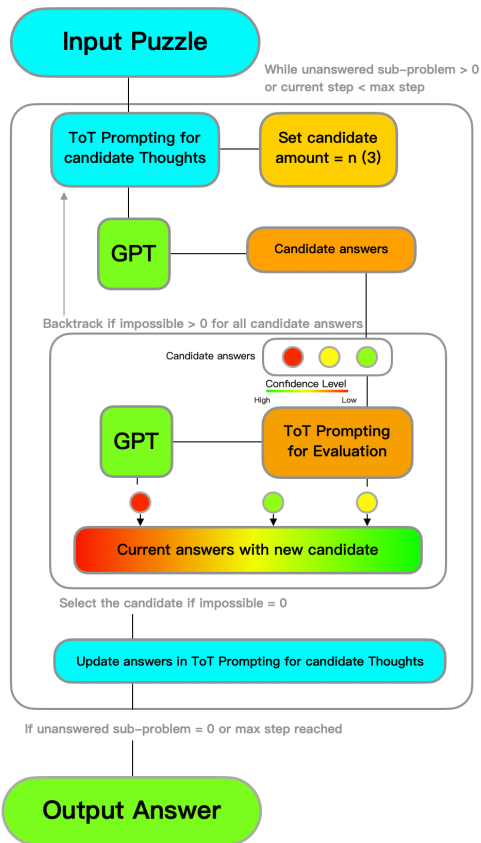 Input Puzzle
While unanswered sub-problem > 0
or current step < max step
ToT Prompting for
candidate Thoughts
Set candidate
amount = n (3)
GPT
Candidate answers
Backtrack if impossible > 0 for all candidate answers
Candidate answers
Confidence Level
High
Low
GPT
ToT Prompting
for Evaluation
Current answers with new candidate
Select the candidate if impossible = 0
Update answers in ToT Prompting for candidate Thoughts
If unanswered sub-problem = 0 or max step reached
Output Answer